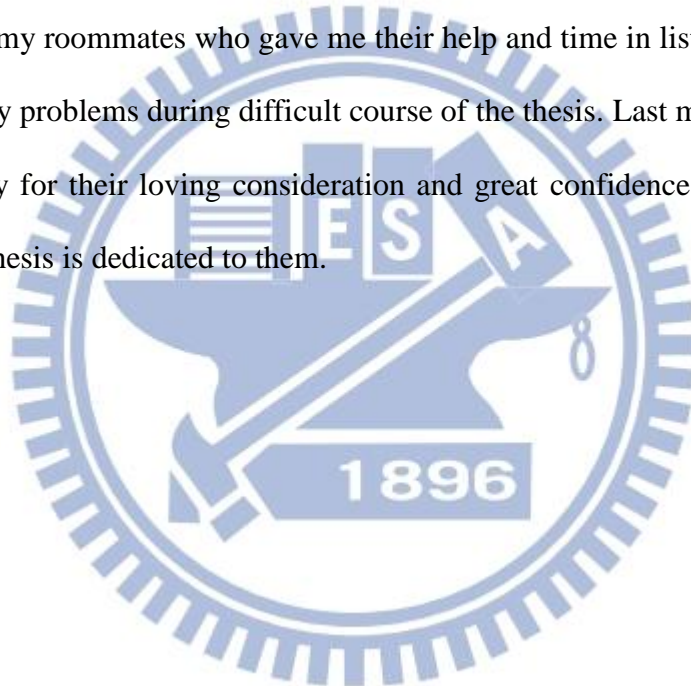 my roommates who gave me their help and time in lis
y problems during difficult course of the thesis. Last m
y for their loving consideration and great confidence
hesis is dedicated to them.
E S A
1896